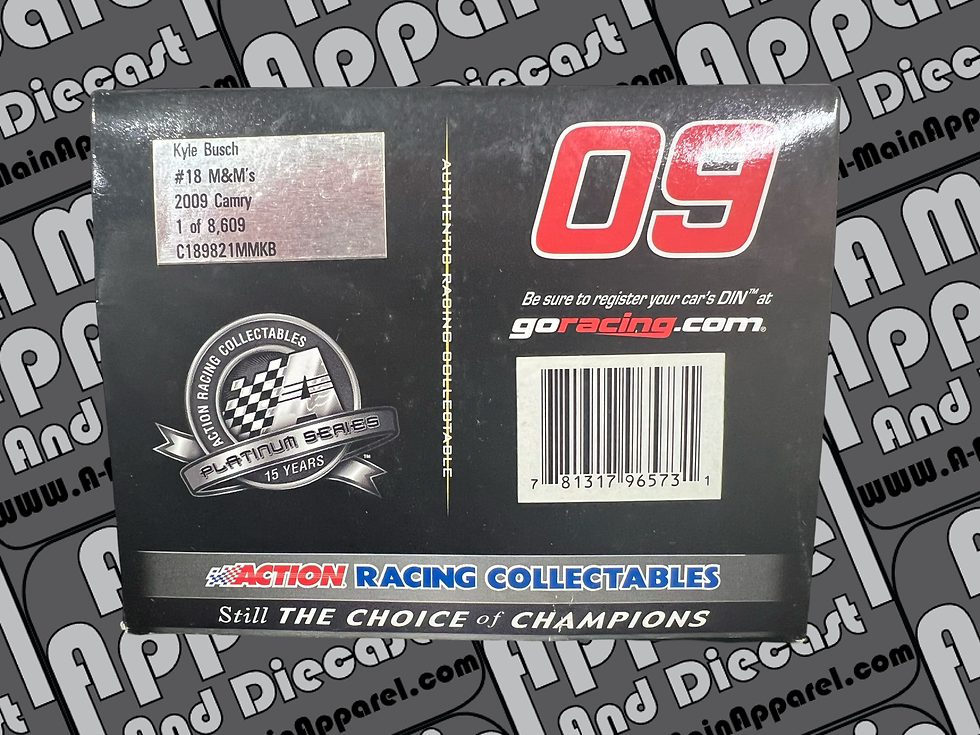 Kyle Busch
#18 M&M's
2009 Camry
1 of 8,609
C189821MMKB
ACTION RACING COLLECTABLES
A
PLATINUM SERIES
15 YEARS
™
AUTHENTIC RACING COLLECTABLE
09
Be sure to register your car's DIN™ at
goracing.com®
7 81317 96573 1
ACTION RACING COLLECTABLES
Still THE CHOICE of CHAMPIONS
Apparel
And Diecast
www.A-MainApparel.com